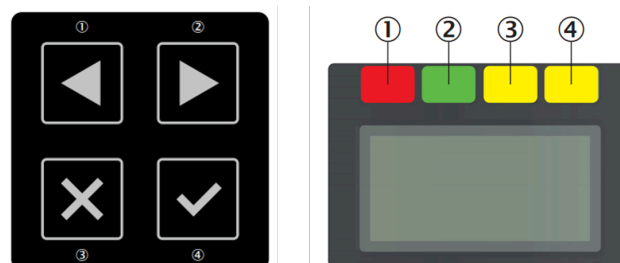 ① ②
③ ④
① ② ③ ④